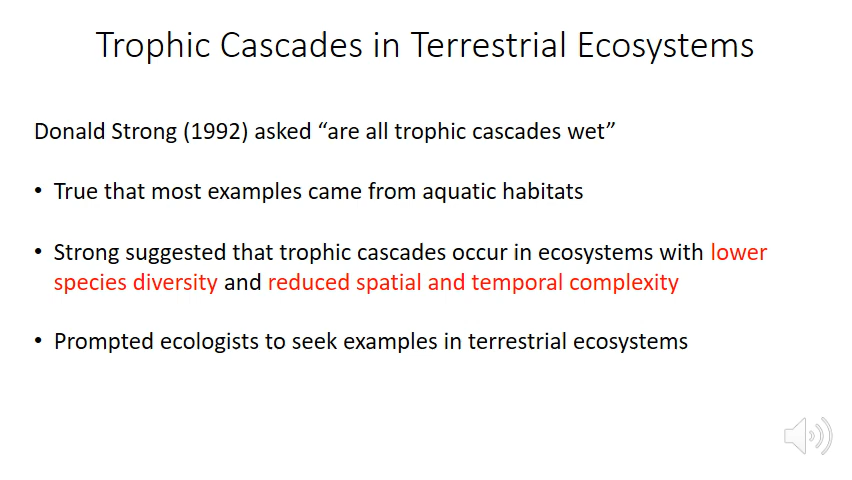 Trophic Cascades in Terrestrial Ecosystems
Donald Strong (1992) asked “are all trophic cascades wet”
• True that most examples came from aquatic habitats
• Strong suggested that trophic cascades occur in ecosystems with lower
species diversity and reduced spatial and temporal complexity
• Prompted ecologists to seek examples in terrestrial ecosystems